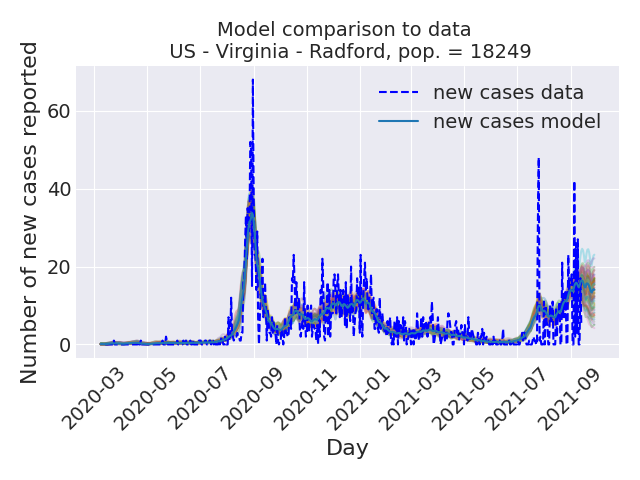 Model comparison to data
US - Virginia - Radford, pop. = 18249
new cases data
new cases model
Number of new cases reported
60
40
20
0
2020-03
2020-05
2020-07
2020-09
2020-11
2021-01
2021-03
2021-05
2021-07
2021-09
Day